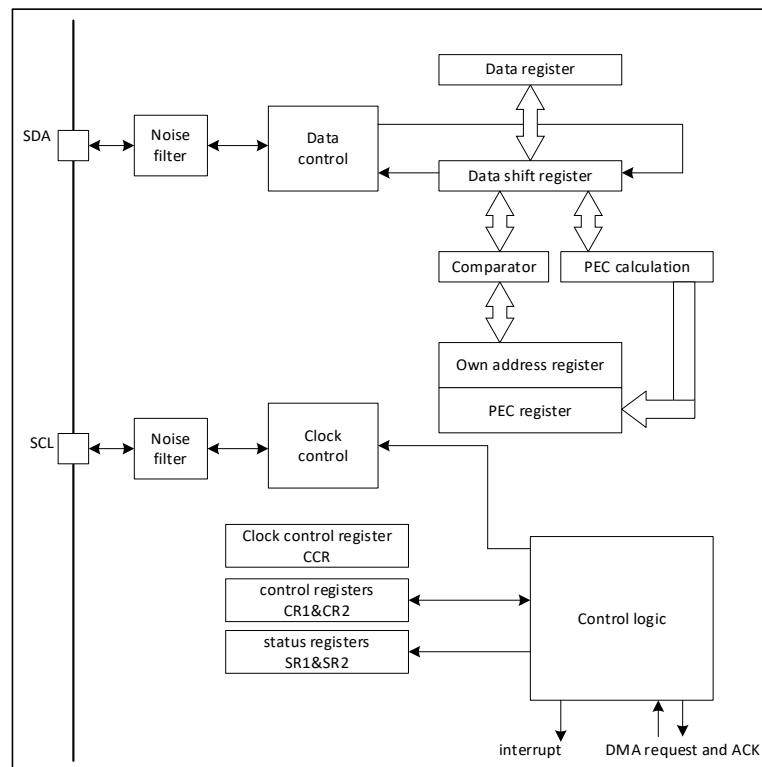 Data register
SDA
Noise
filter
Data
control
Data shift register
Comparator
PEC calculation
Own address register
PEC register
SCL
Noise
filter
Clock
control
Clock control register
CCR
control registers
CR1&CR2
status registers
SR1&SR2
Control logic
interrupt
DMA request and ACK